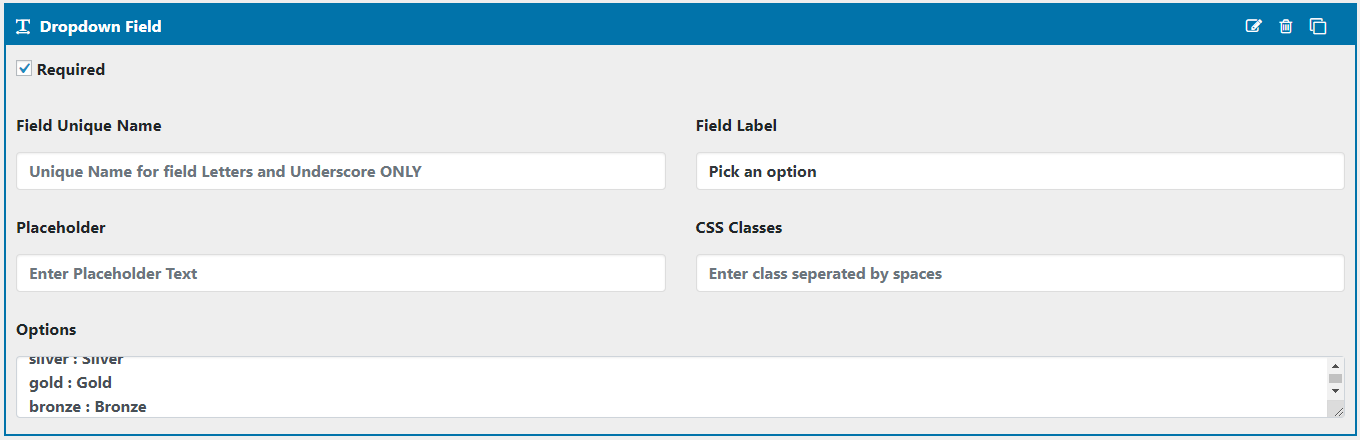 Dropdown Field
Required
Field Unique Name
Field Label
Unique Name for field Letters and Underscore ONLY
Pick an option
Placeholder
CSS Classes
Enter Placeholder Text
Enter class seperated by spaces
Options
silver : Silver
gold : Gold
bronze : Bronze